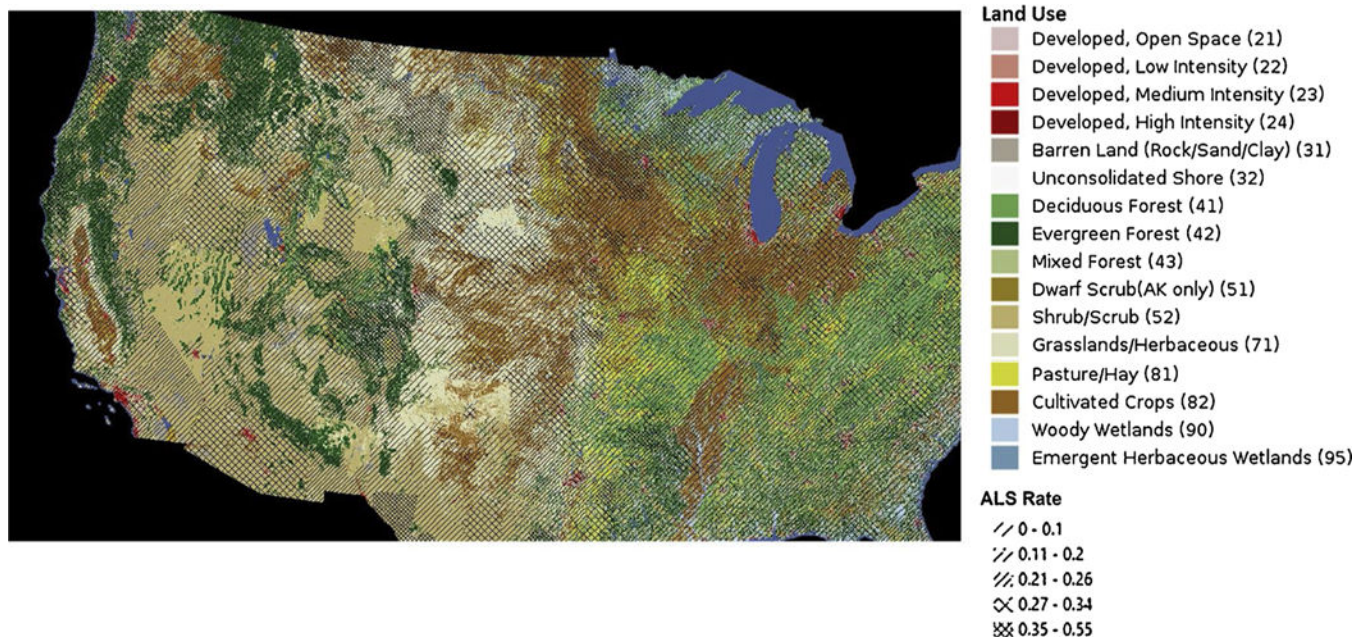 Land Use
Developed, Open Space (21)
Developed, Low Intensity (22)
Developed, Medium Intensity (23)
Developed, High Intensity (24)
Barren Land (Rock/Sand/Clay) (31)
Unconsolidated Shore (32)
Deciduous Forest (41)
Evergreen Forest (42)
Mixed Forest (43)
Dwarf Scrub(AK only) (51)
Shrub/Scrub (52)
Grasslands/Herbaceous (71)
Pasture/Hay (81)
Cultivated Crops (82)
Woody Wetlands (90)
Emergent Herbaceous Wetlands (95)
ALS Rate
0 - 0.1
0.11 - 0.2
0.21 - 0.26
0.27 - 0.34
0.35 - 0.55